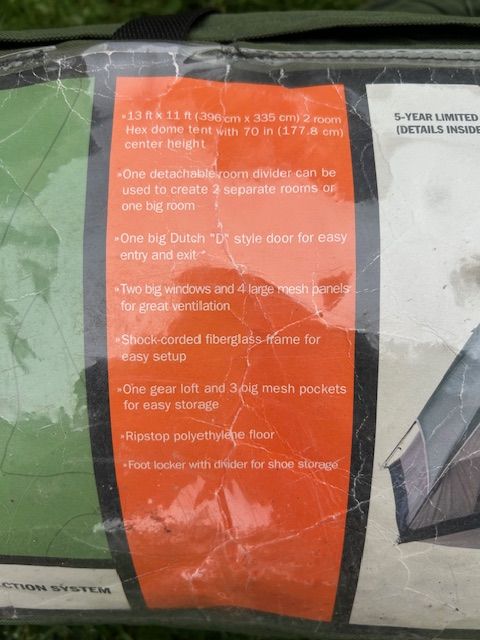 »13 ft x 11 ft (396 cm x 335 cm) 2 room
Hex dome tent with 70 in (177.8 cm)
center height
»One detachable room divider can be
used to create 2 separate rooms or
one big room
»One big Dutch "D" style door for easy
entry and exit
»Two big windows and 4 large mesh panels
for great ventilation
»Shock-corded fiberglass frame for
easy setup
»One gear loft and 3 big mesh pockets
for easy storage
»Ripstop polyethylene floor
»Foot locker with divider for shoe storage
5-YEAR LIMITED
(DETAILS INSIDE
CTION SYSTEM